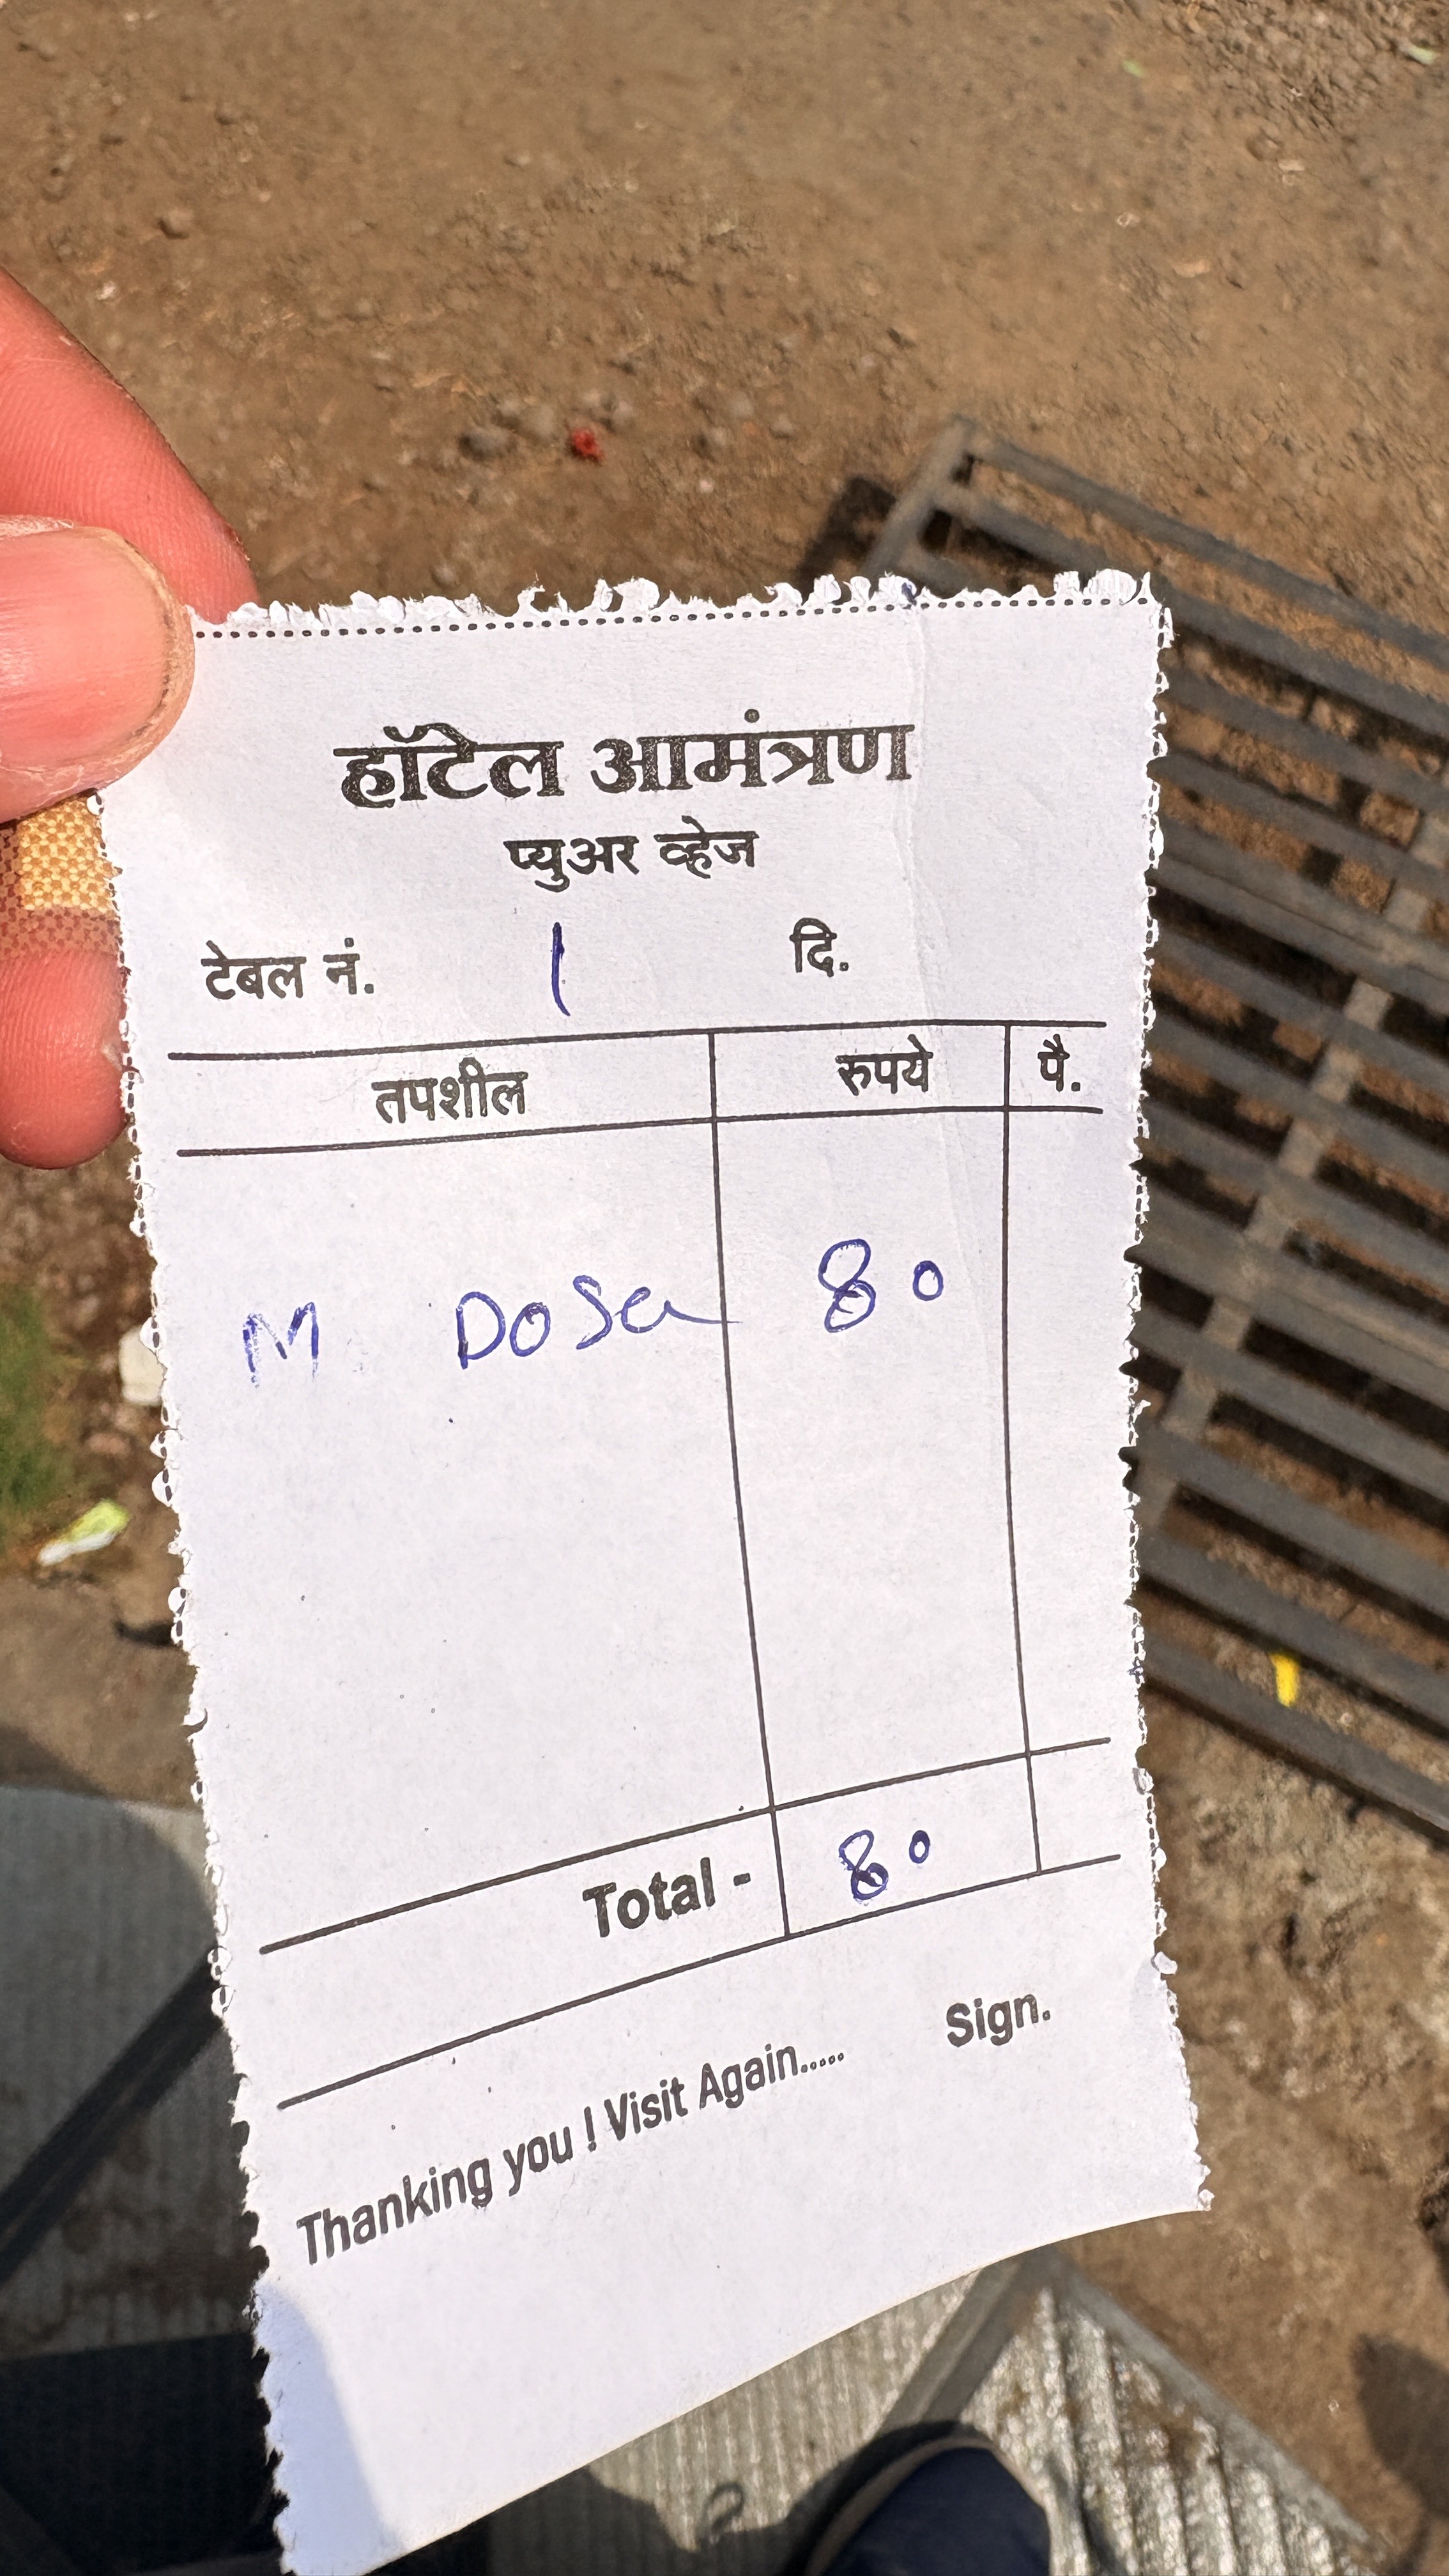 हॉटेल आमंत्रण
प्युअर व्हेज
टेबल नं. 1 दि.
तपशील रुपये पै.
M Dosa 80
Total - 80
Sign.
Thanking you ! Visit Again.....